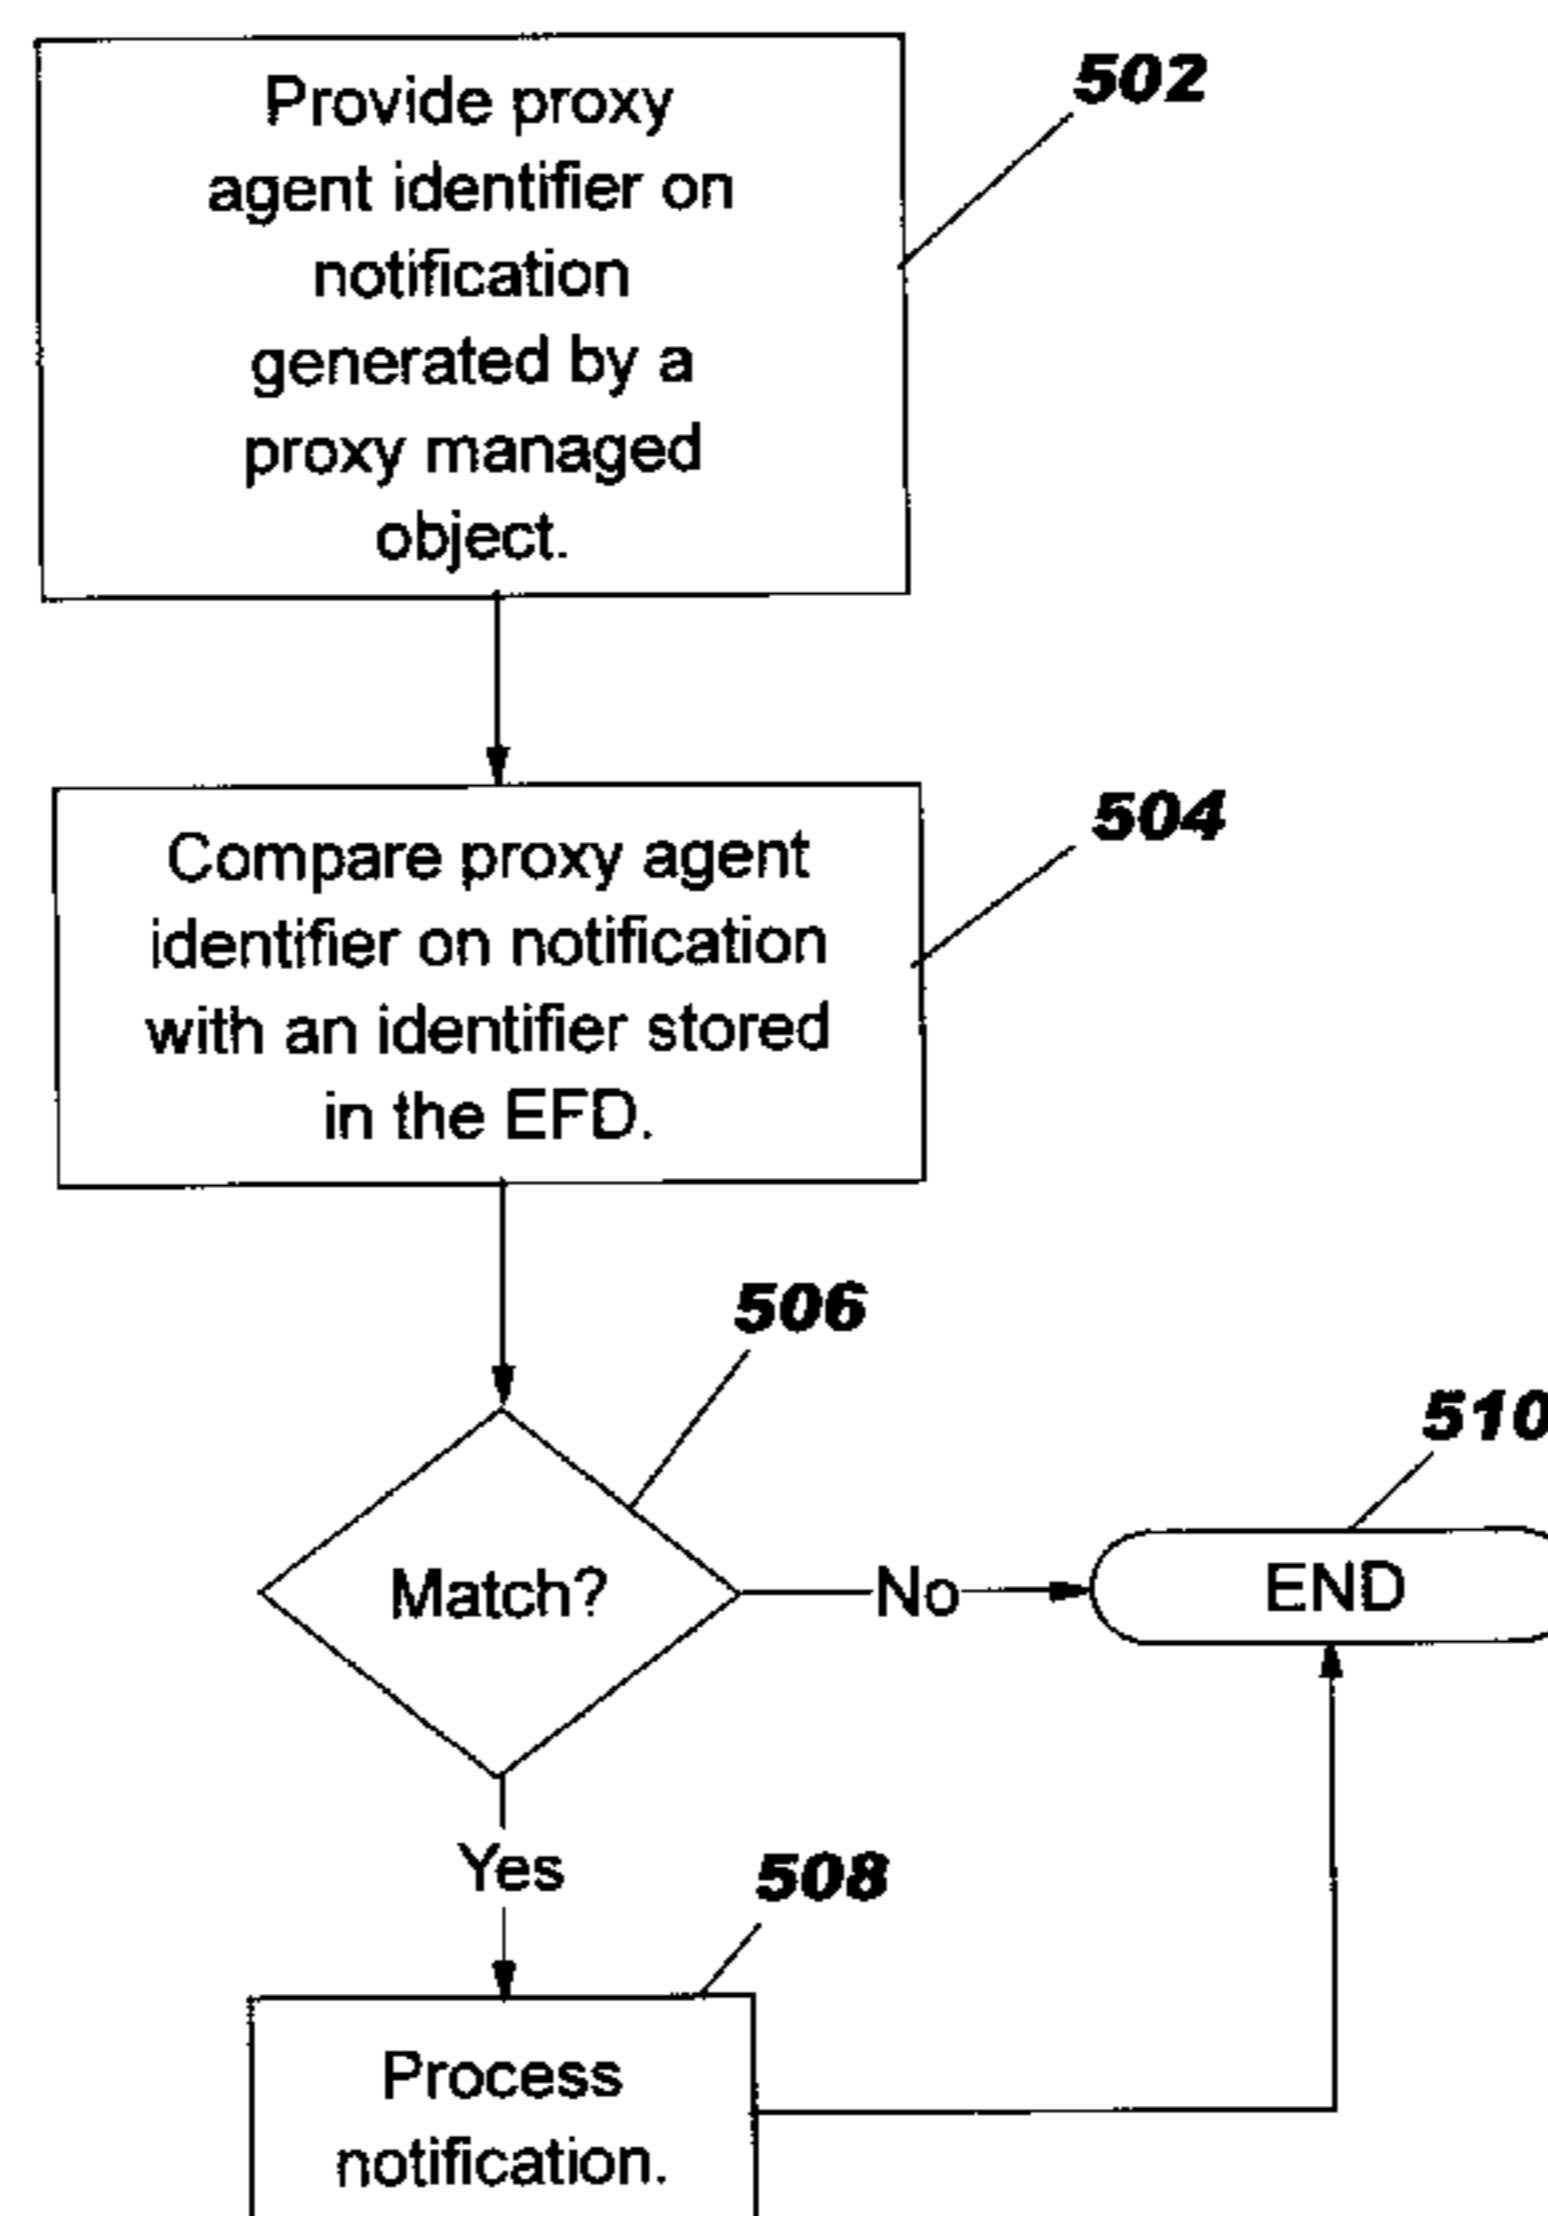 Provide proxy
agent identifier on
notification
generated by a
proxy managed
object.
502
Compare proxy agent
identifier on notification
with an identifier stored
in the EFD.
504
506
Match?
No
510
END
Yes
508
Process
notification.